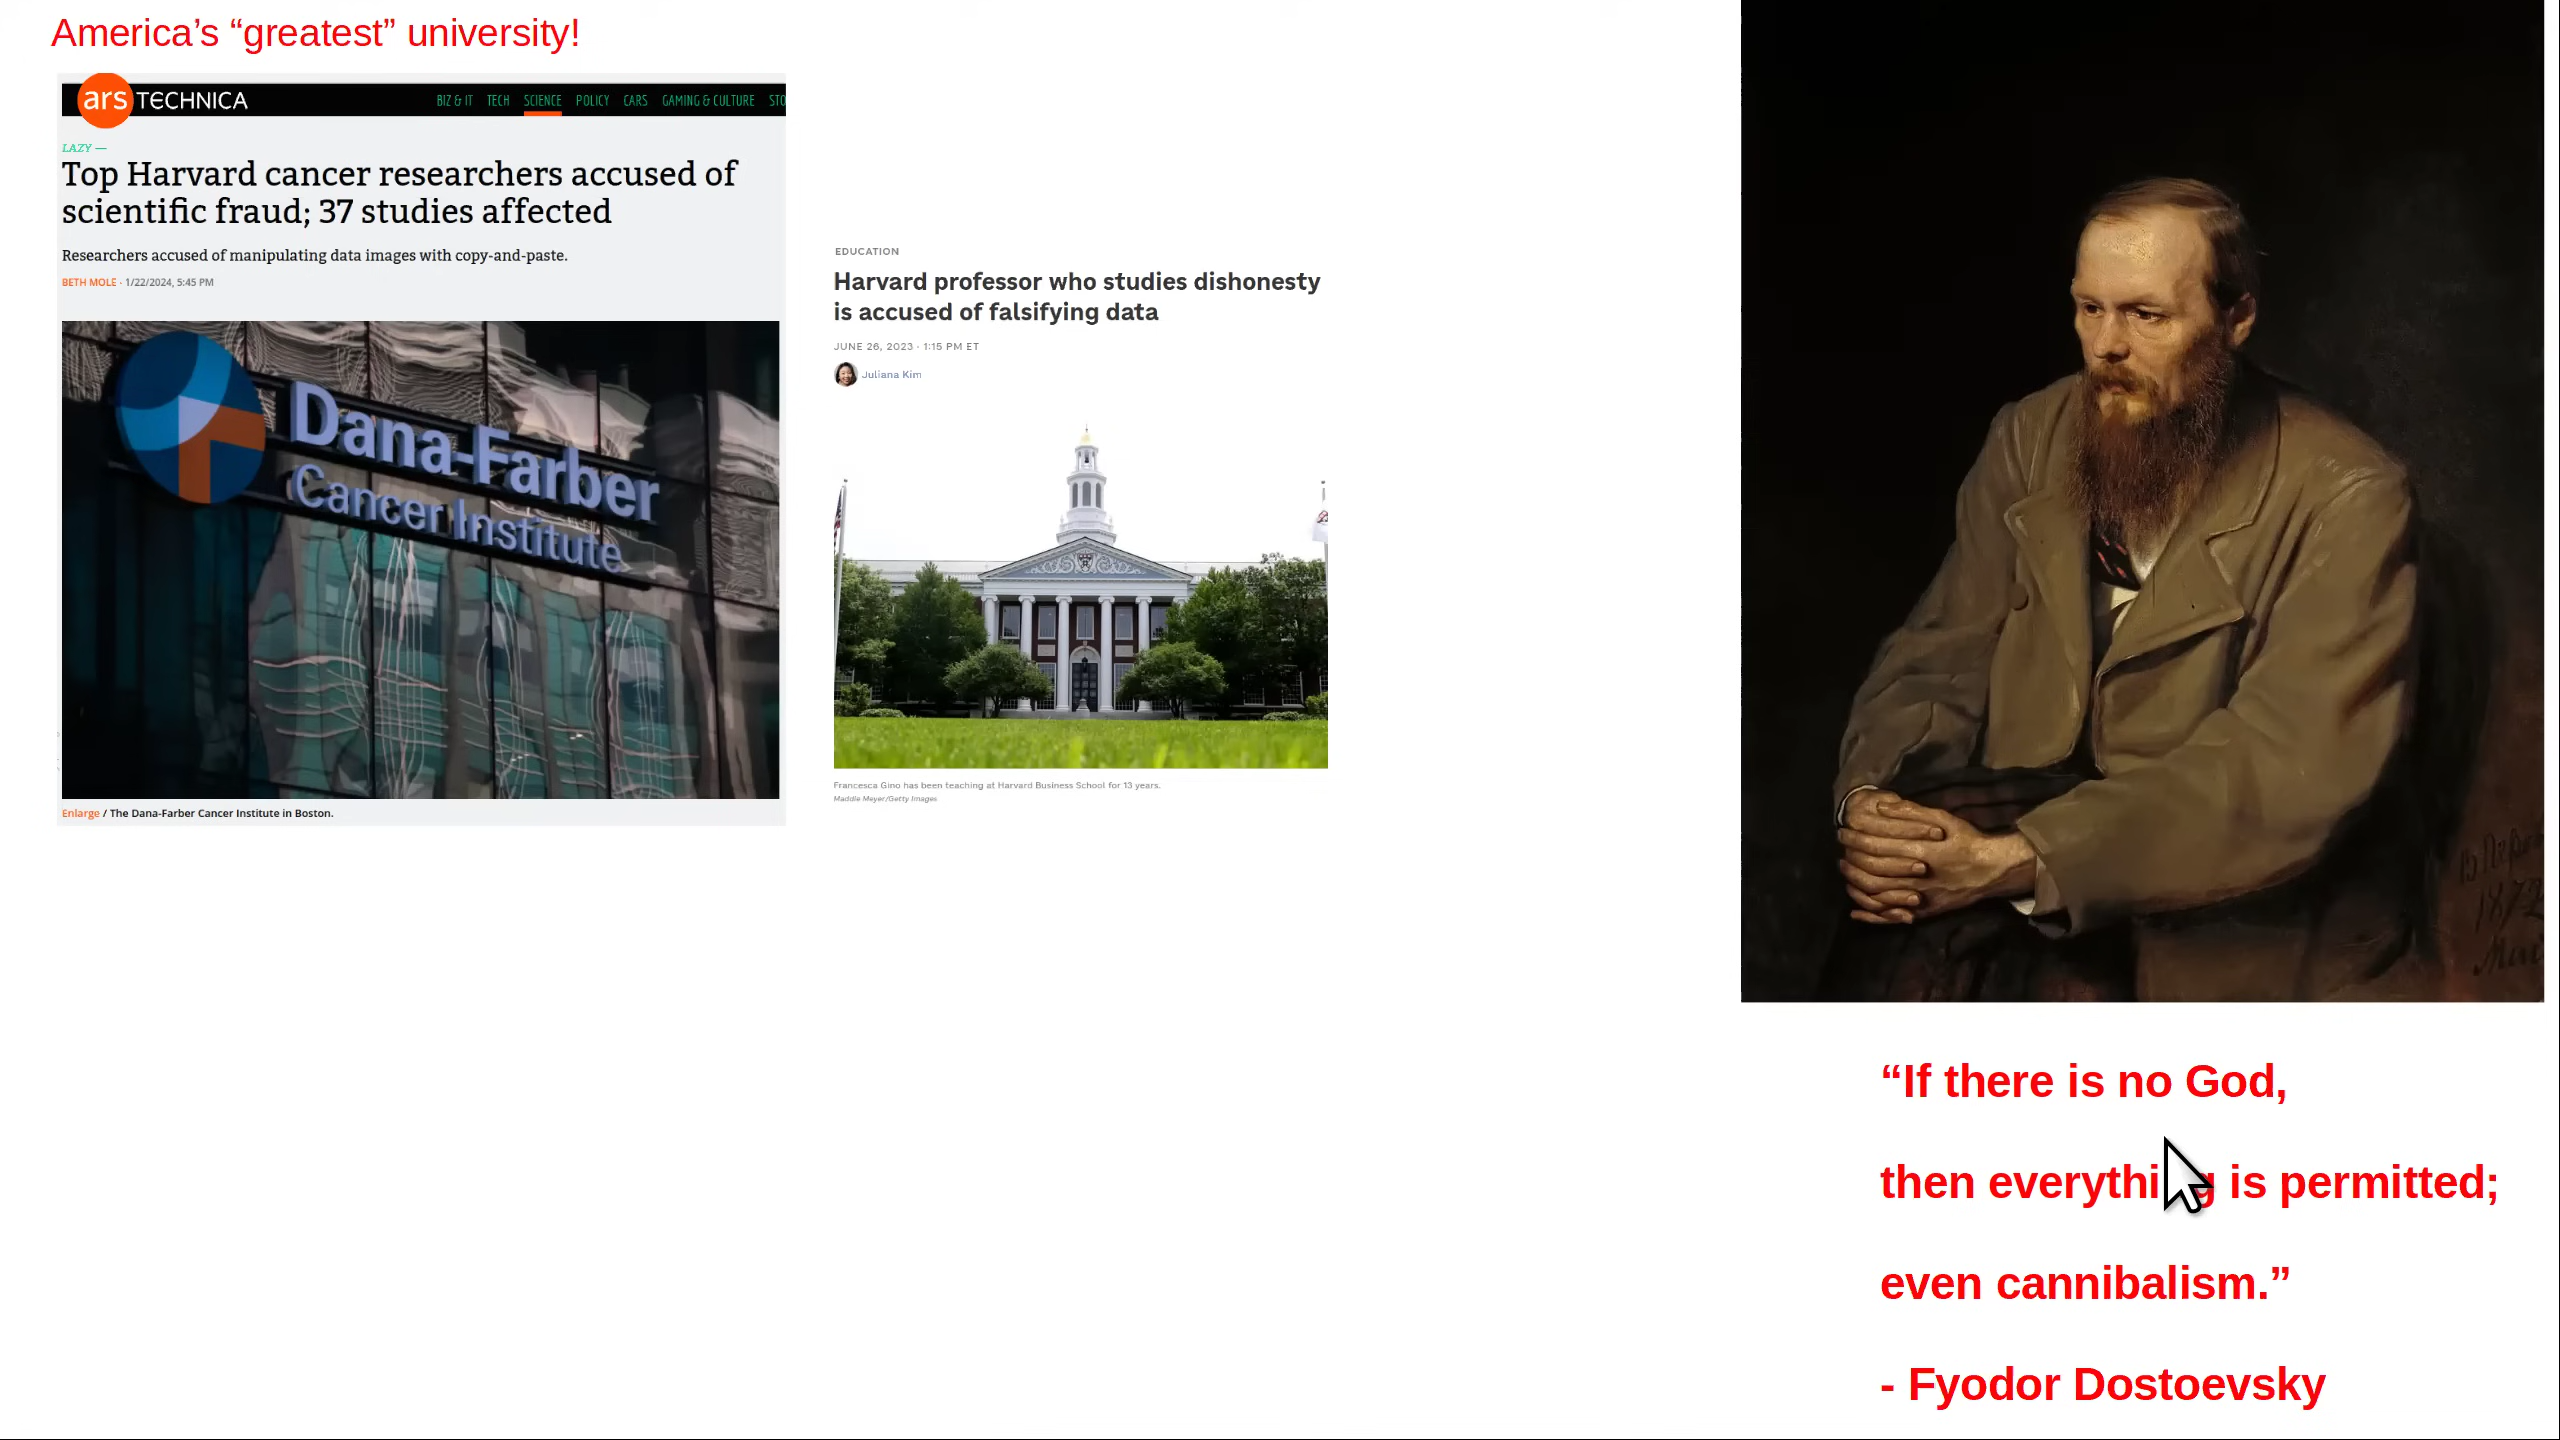 America’s “greatest” university!
ars TECHNICA
BIZ & IT TECH SCIENCE POLICY CARS GAMING & CULTURE STO
LAZY —
Top Harvard cancer researchers accused of
scientific fraud; 37 studies affected
Researchers accused of manipulating data images with copy-and-paste.
BETH MOLE - 1/22/2024, 5:45 PM
Dana-Farber
Cancer Institute
Enlarge / The Dana-Farber Cancer Institute in Boston.
EDUCATION
Harvard professor who studies dishonesty
is accused of falsifying data
JUNE 26, 2023 · 1:15 PM ET
Juliana Kim
Francesca Gino has been teaching at Harvard Business School for 13 years.
Maddie Meyer/Getty Images
1872
“If there is no God,
then everything is permitted;
even cannibalism.”
- Fyodor Dostoevsky